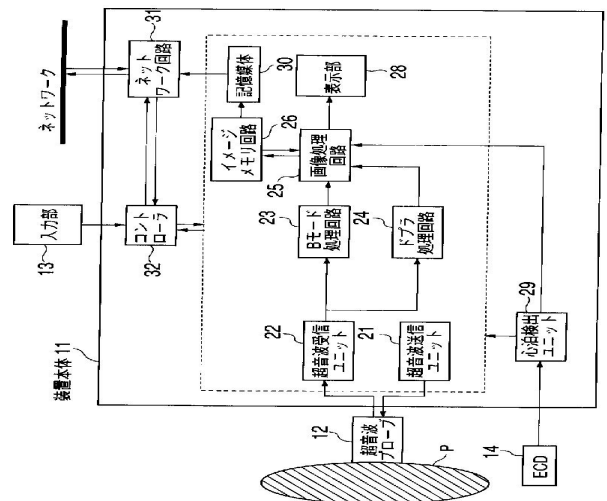 ネットワーク
31
ネット
ワーク回路
30
記憶媒体
28
表示部
入力部
13
コント
ローラ
32
イメージ
メモリ回路
26
画像処理
回路
25
23
Bモード
処理回路
24
ドプラ
処理回路
装置本体 11
22
超音波受信
ユニット
21
超音波送信
ユニット
29
心拍検出
ユニット
12
超音波
プローブ
P
14
ECD